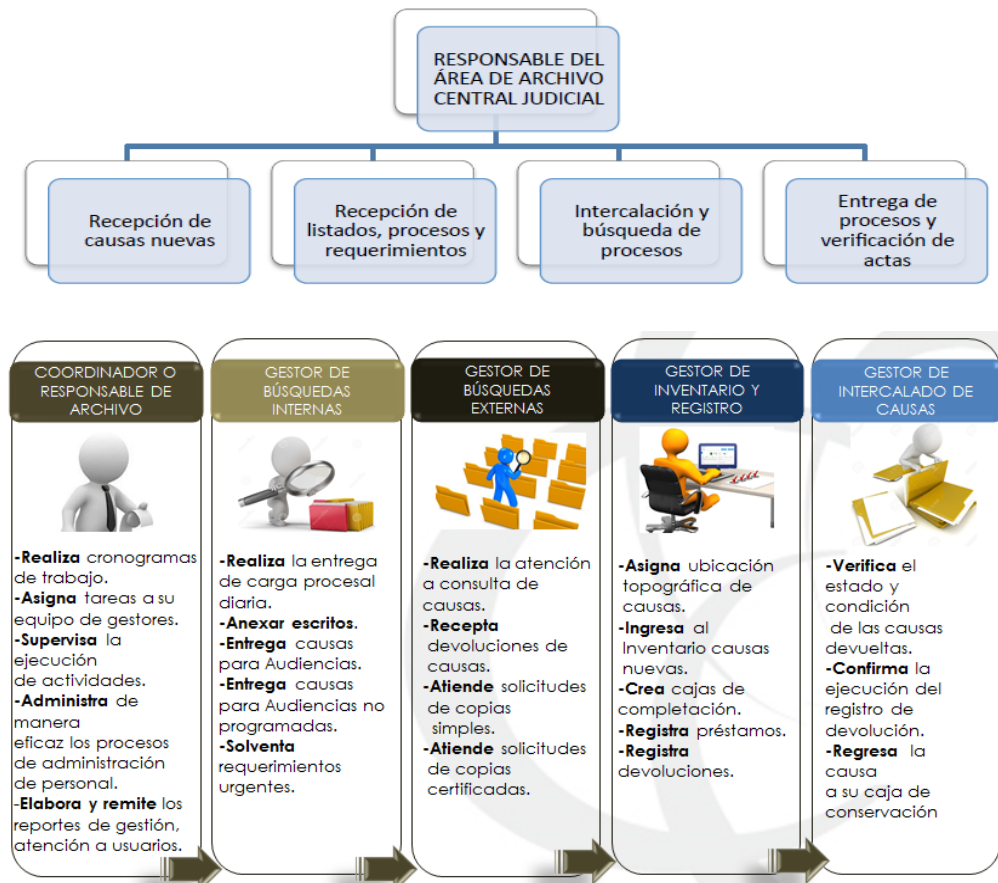 RESPONSABLE DEL
ÁREA DE ARCHIVO
CENTRAL JUDICIAL
Recepción de
causas nuevas
Recepción de
listados, procesos y
requerimientos
Intercalación y
búsqueda de
procesos
Entrega de
procesos y
verificación de
actas
COORDINADOR O
RESPONSABLE DE
ARCHIVO
-Realiza cronogramas
de trabajo.
-Asigna tareas a su
equipo de gestores.
-Supervisa la
ejecución
de actividades.
-Administra de
manera
eficaz los procesos
de administración
de personal.
-Elabora y remite los
reportes de gestión,
atención a usuarios.
GESTOR DE
BÚSQUEDAS
INTERNAS
-Realiza la entrega
de carga procesal
diaria.
-Anexar escritos.
-Entrega causas
para Audiencias.
-Entrega causas
para Audiencias no
programadas.
-Solventa
requerimientos
urgentes.
GESTOR DE
BÚSQUEDAS
EXTERNAS
-Realiza la atención
a consulta de
causas.
-Recepta
devoluciones de
causas.
-Atiende solicitudes
de copias
simples.
-Atiende solicitudes
de copias
certificadas.
GESTOR DE
INVENTARIO Y
REGISTRO
-Asigna ubicación
topográfica de
causas.
-Ingresa al
Inventario causas
nuevas.
-Crea cajas de
completación.
-Registra préstamos.
-Registra
devoluciones.
GESTOR DE
INTERCALADO DE
CAUSAS
-Verifica el
estado y
condición
de las causas
devueltas.
-Confirma la
ejecución del
registro de
devolución.
-Regresa la
causa
a su caja de
conservación